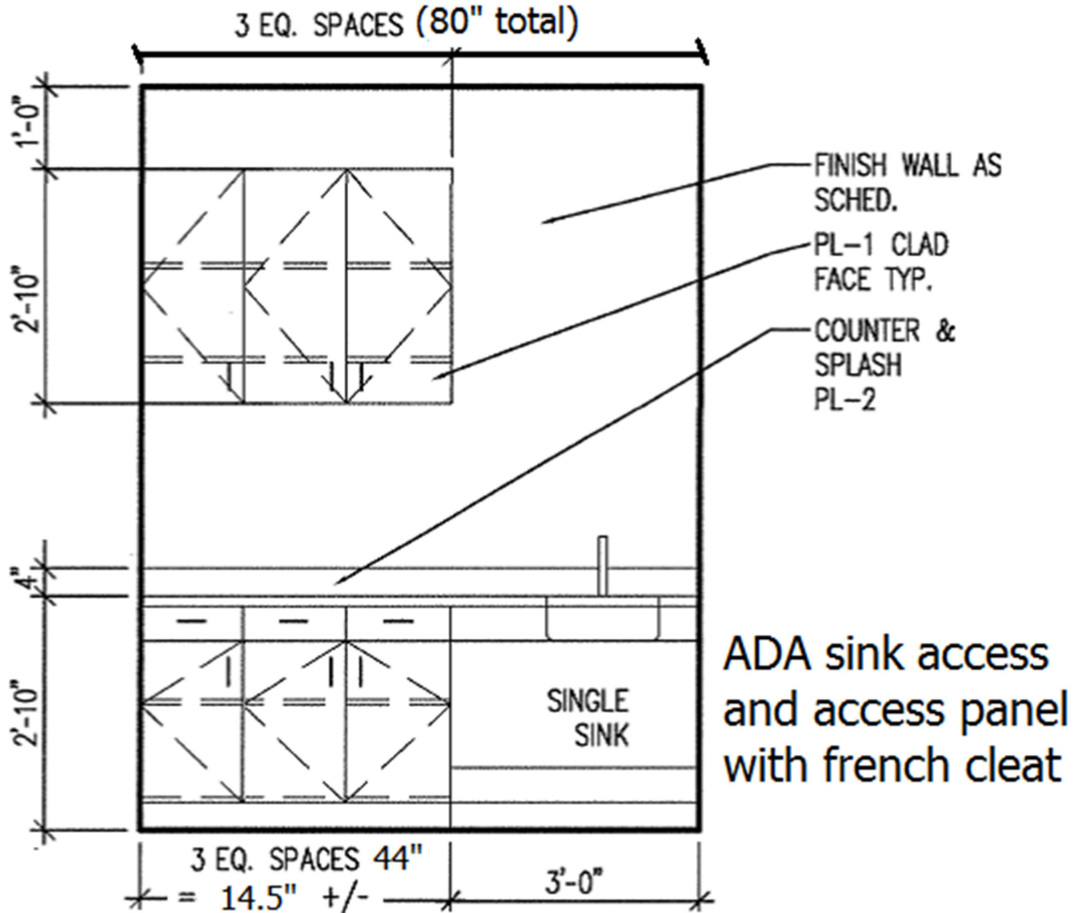 3 EQ. SPACES (80" total)
1'-0"
2'-10"
4"
2'-10"
FINISH WALL AS
SCHED.
PL-1 CLAD
FACE TYP.
COUNTER &
SPLASH
PL-2
SINGLE
SINK
ADA sink access
and access panel
with french cleat
3 EQ. SPACES 44"
= 14.5" +/-
3'-0"